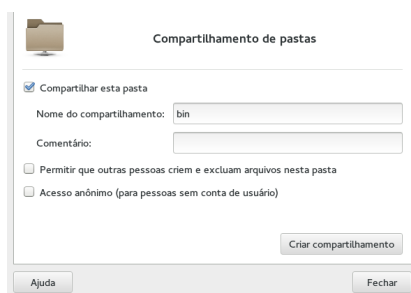 Compartilhamento de pastas
Compartilhar esta pasta
Nome do compartilhamento: bin
Comentário:
Permitir que outras pessoas criem e excluam arquivos nesta pasta
Acesso anônimo (para pessoas sem conta de usuário)
Criar compartilhamento
Ajuda Fechar